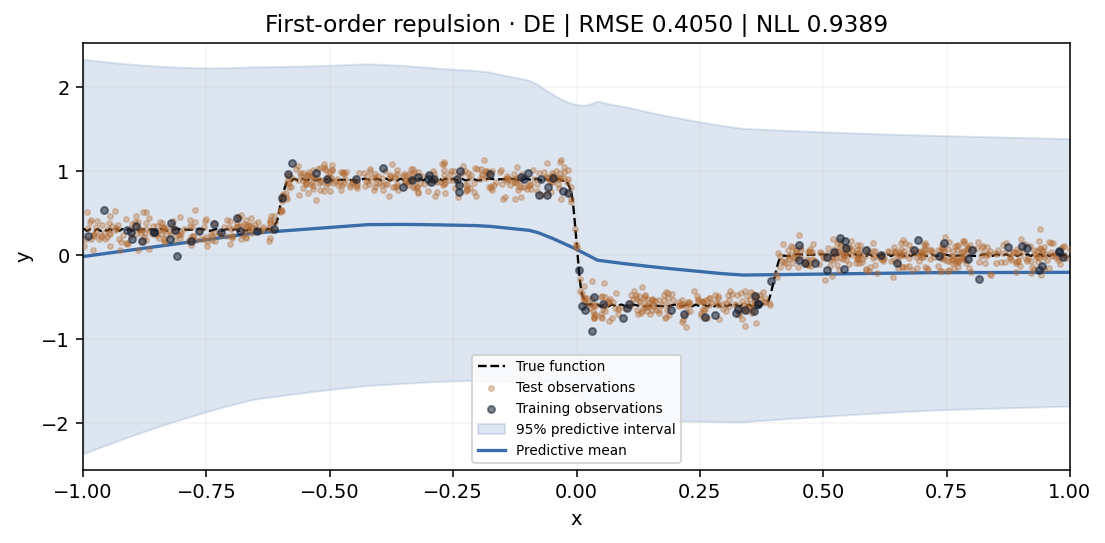 First-order repulsion · DE | RMSE 0.4050 | NLL 0.9389
y
2
1
0
−1
−2
True function
Test observations
Training observations
95% predictive interval
Predictive mean
−1.00 −0.75 −0.50 −0.25 0.00 0.25 0.50 0.75 1.00
x